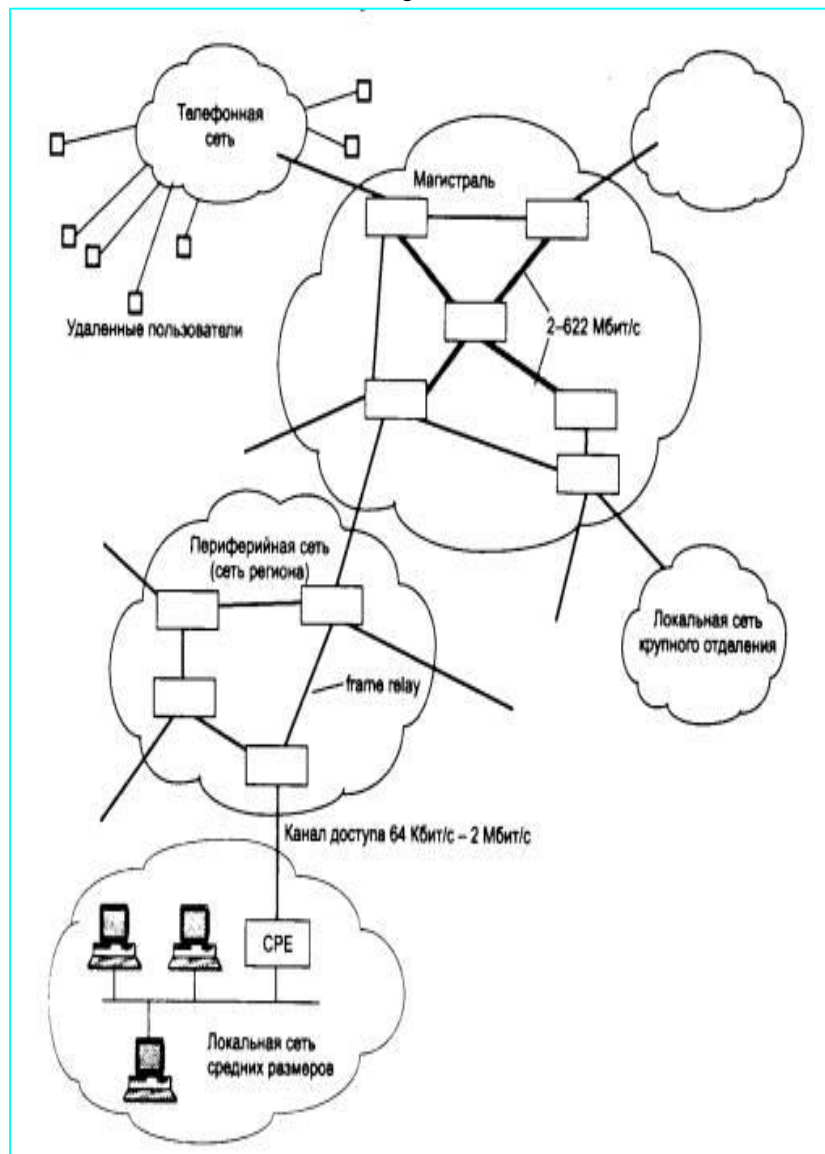 Телефонная
сеть
Магистраль
Удаленные пользователи
2–622 Мбит/с
Периферийная сеть
(сеть региона)
Локальная сеть
крупного отделения
frame relay
Канал доступа 64 Кбит/с – 2 Мбит/с
CPE
Локальная сеть
средних размеров